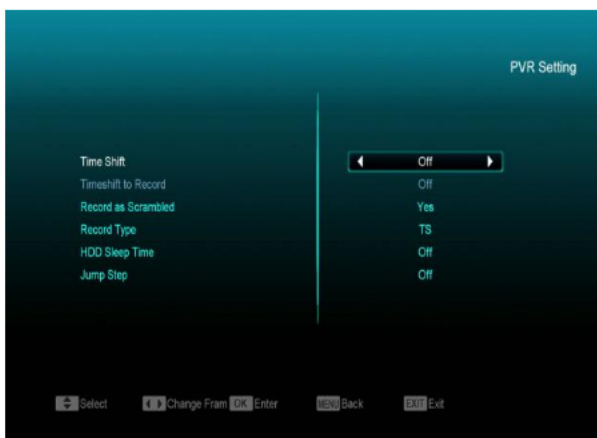 PVR Setting
Time Shift Off
Timeshift to Record Off
Record as Scrambled Yes
Record Type TS
HDD Sleep Time Off
Jump Step Off
Select Change Fram OK Enter MENU Back EXIT Exit